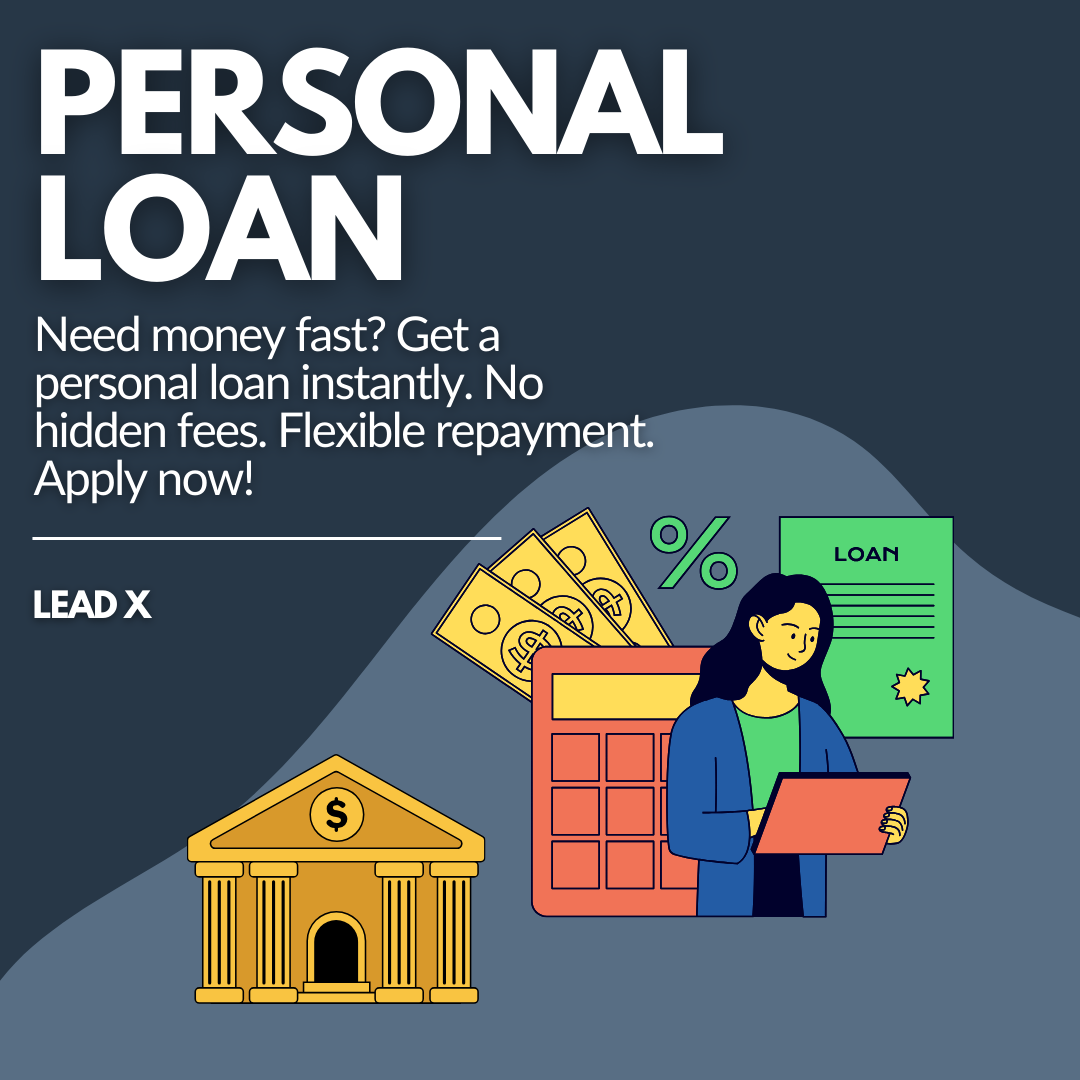 PERSONAL
LOAN
Need money fast? Get a
personal loan instantly. No
hidden fees. Flexible repayment.
Apply now!
LEAD X
%
LOAN
$
$
$
$